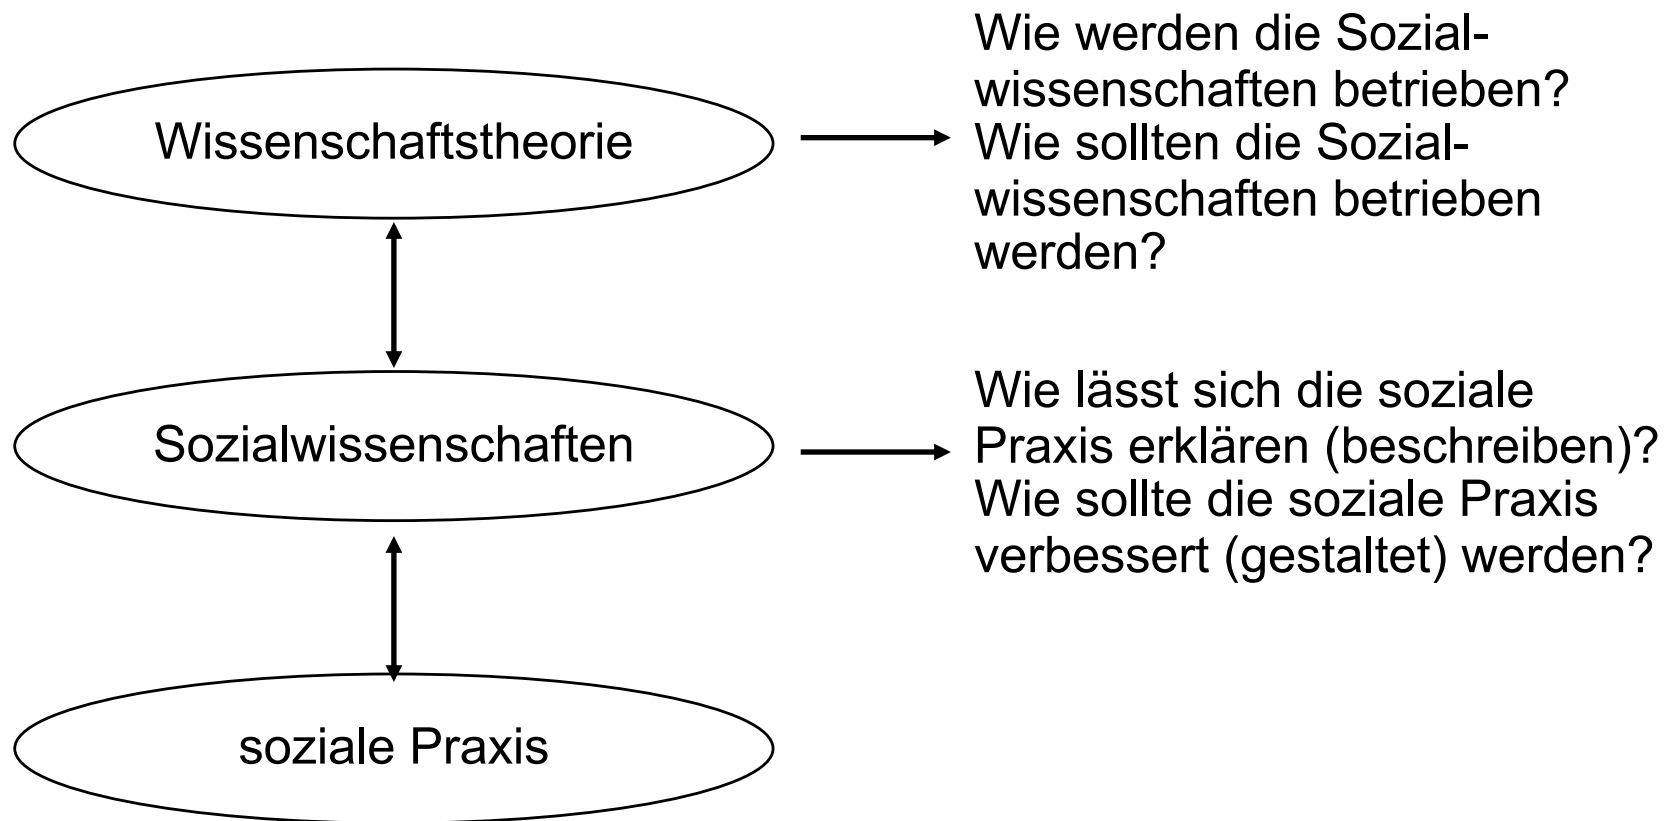 Wie werden die Sozial-
wissenschaften betrieben?
Wissenschaftstheorie
Wie sollten die Sozial-
wissenschaften betrieben
werden?
Wie lässt sich die soziale
Praxis erklären (beschreiben)?
Sozialwissenschaften
Wie sollte die soziale Praxis
verbessert (gestaltet) werden?
soziale Praxis